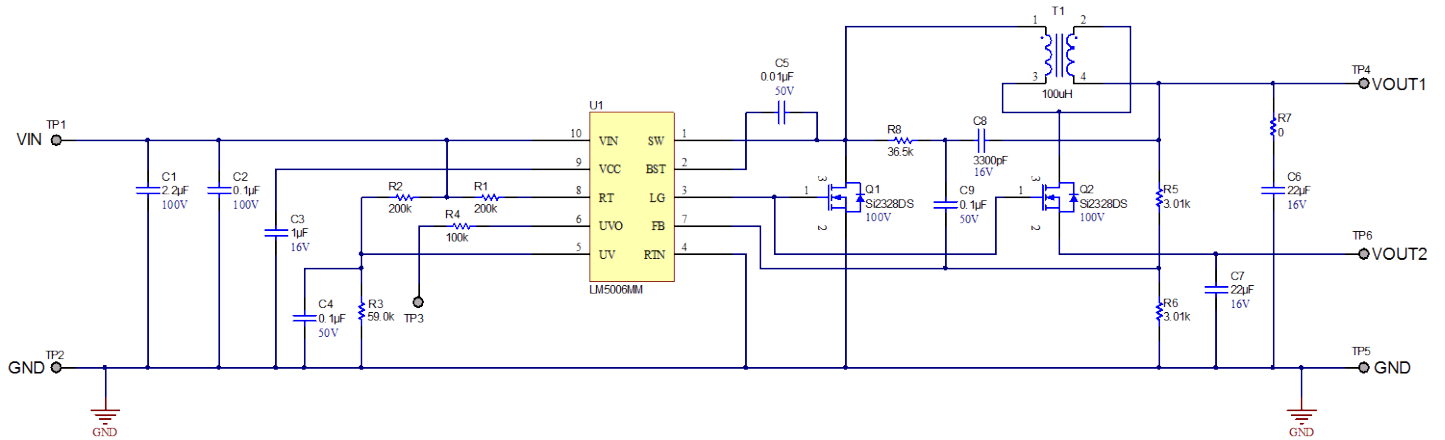 T1
1
2
3
4
100uH
C5
0.01µF
50V
TP4
VOUT1
TP1
VIN
U1
10
VIN
SW
1
9
VCC
BST
2
8
RT
LG
3
6
UVO
FB
7
5
UV
RTN
4
LM5006MM
C1
2.2µF
100V
C2
0.1µF
100V
C3
1µF
16V
R2
200k
R1
200k
R4
100k
TP3
C4
0.1µF
50V
R3
59.0k
R8
36.5k
C8
3300pF
16V
3
1
2
Q1
Si2328DS
100V
C9
0.1µF
50V
3
1
2
Q2
Si2328DS
100V
R5
3.01k
R6
3.01k
R7
0
C6
22µF
16V
TP6
VOUT2
C7
22µF
16V
TP2
GND
TP5
GND
GND
GND